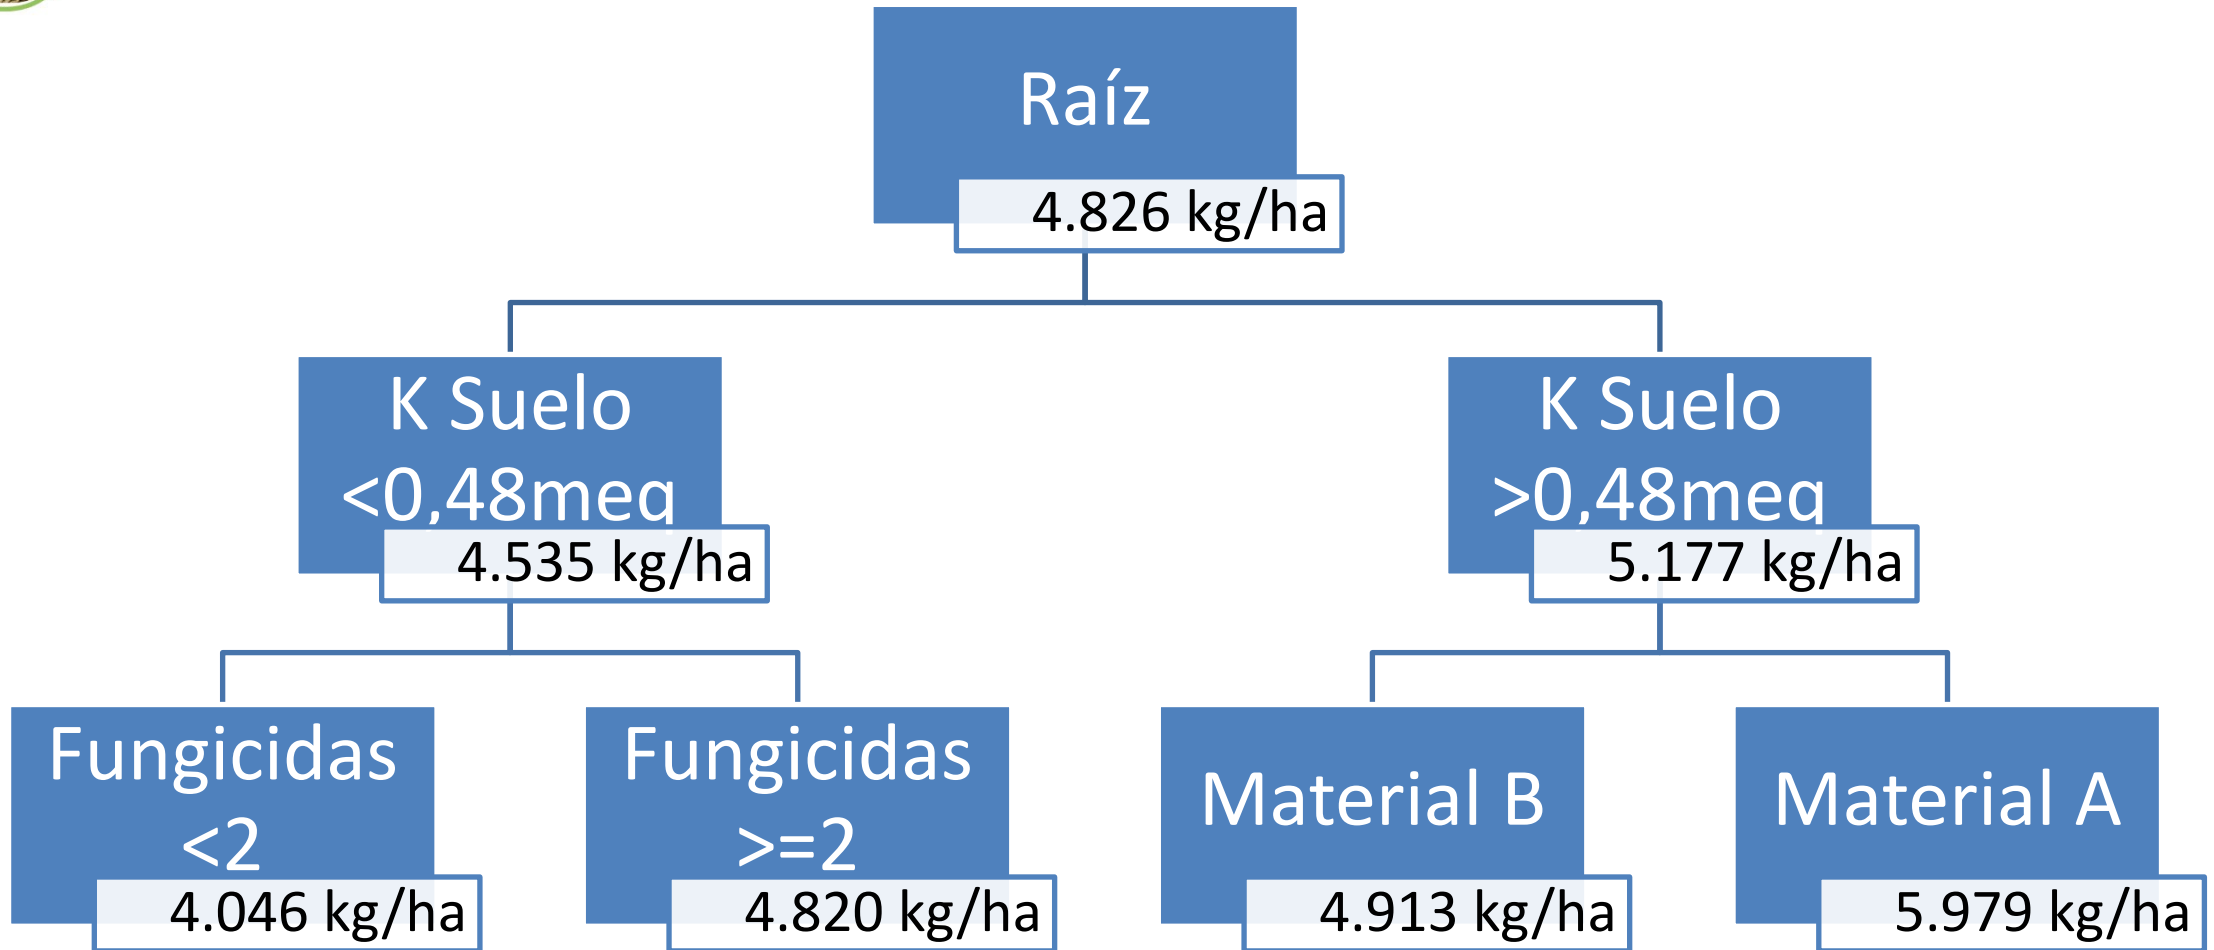 Raíz
4.826 kg/ha
K Suelo
<0,48meq
4.535 kg/ha
K Suelo
>0,48meq
5.177 kg/ha
Fungicidas
<2
4.046 kg/ha
Fungicidas
>=2
4.820 kg/ha
Material B
4.913 kg/ha
Material A
5.979 kg/ha